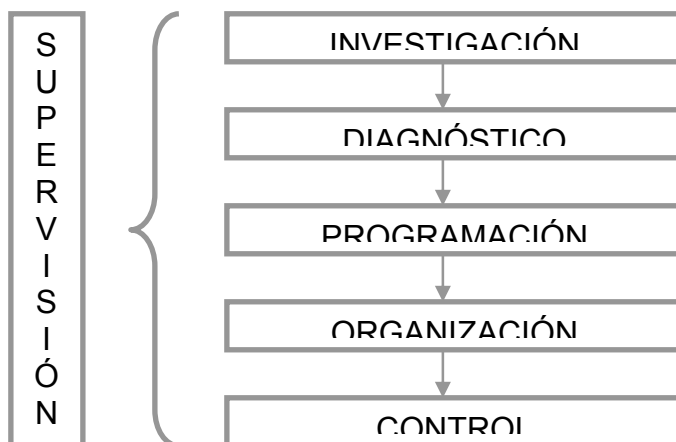 S
U
P
E
R
V
I
S
I
Ó
N
INVESTIGACIÓN
DIAGNÓSTICO
PROGRAMACIÓN
ORGANIZACIÓN
CONTROL